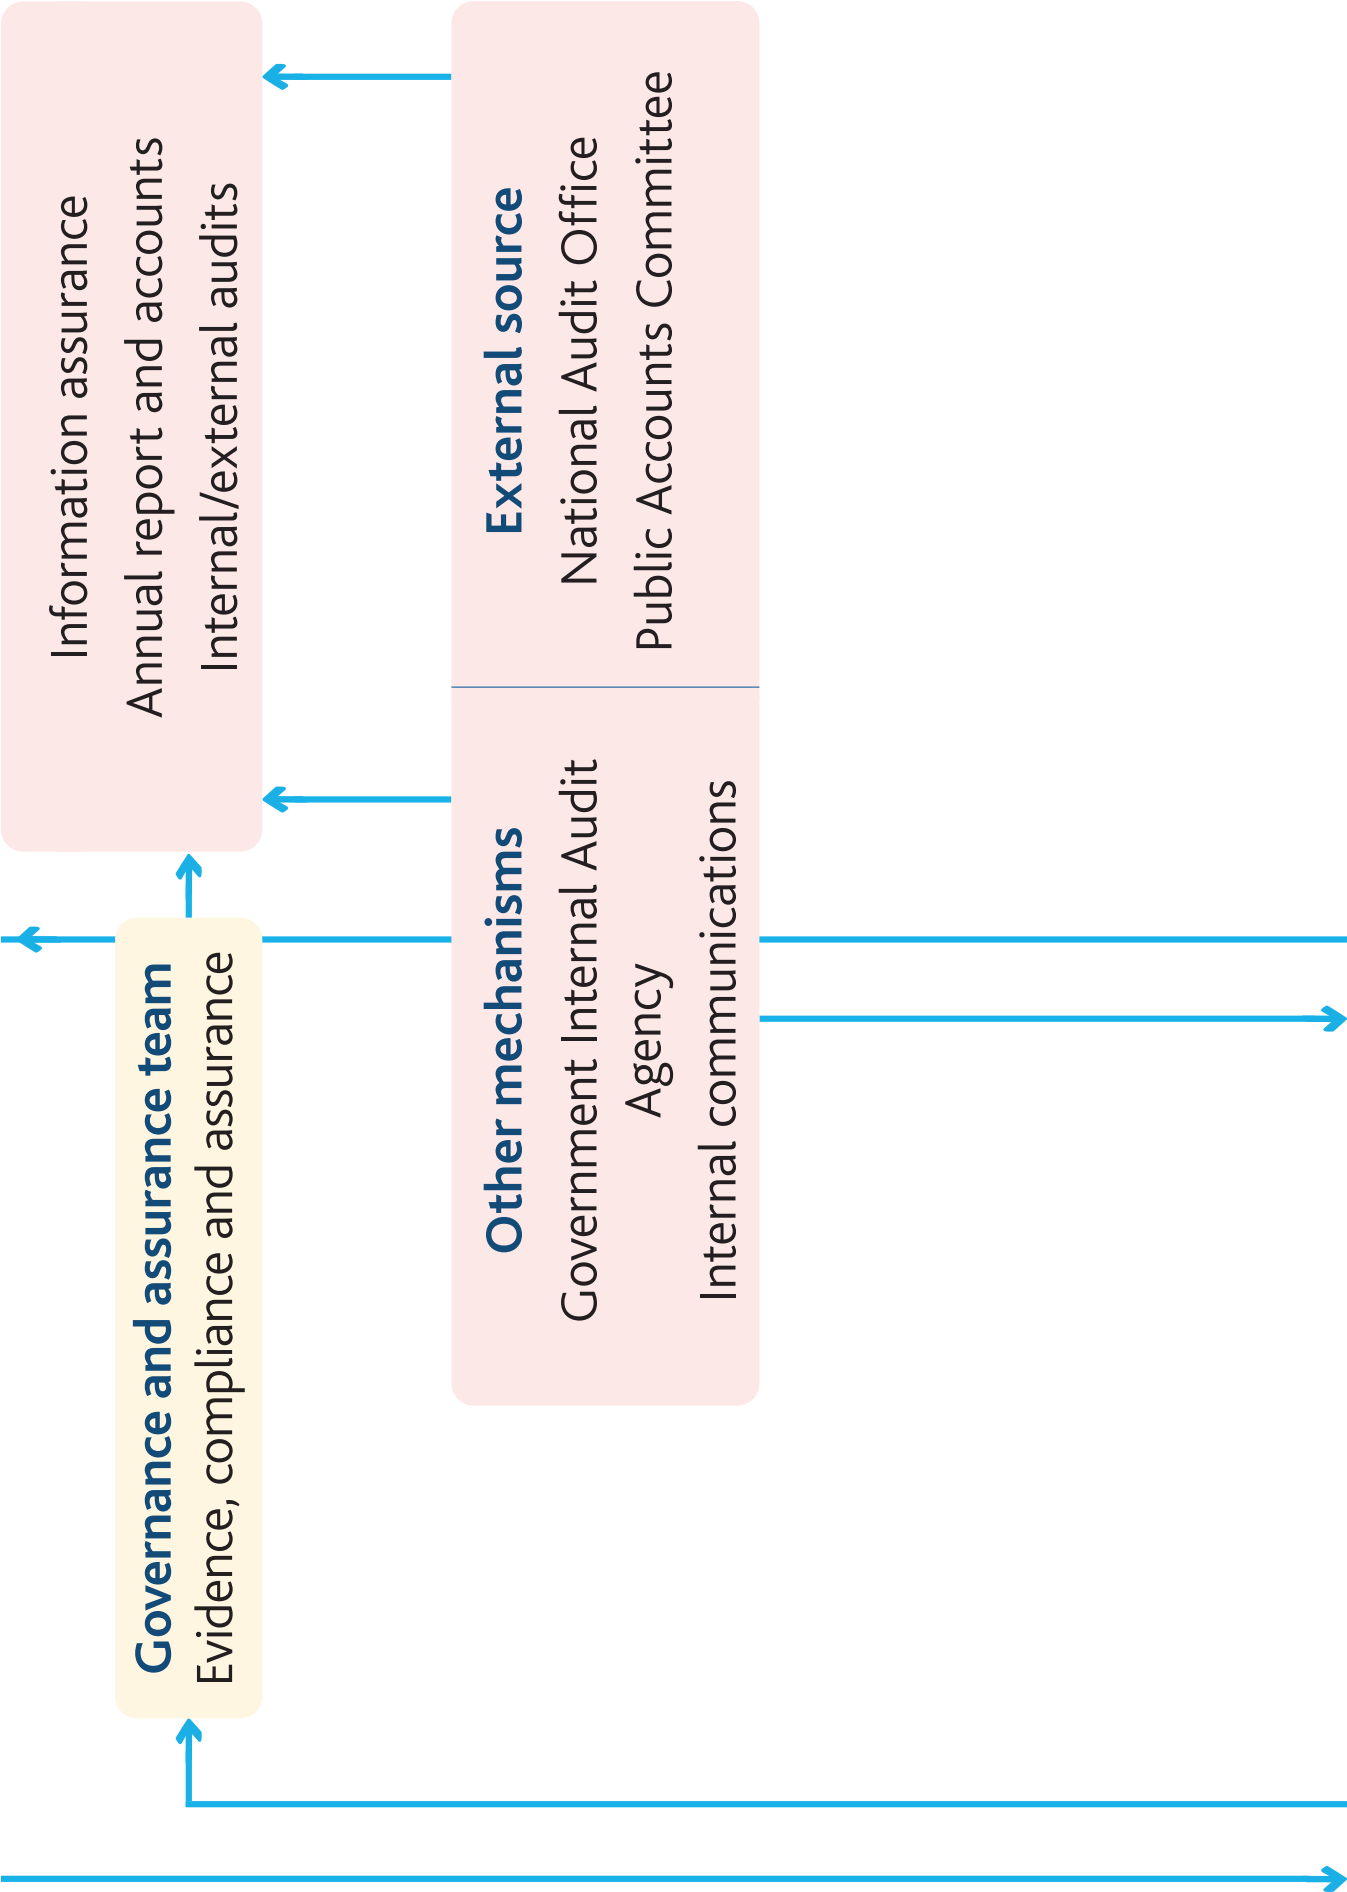 Information assurance
Annual report and accounts
Internal/external audits
Governance and assurance team
Evidence, compliance and assurance
Other mechanisms
Government Internal Audit
Agency
Internal communications
External source
National Audit Office
Public Accounts Committee